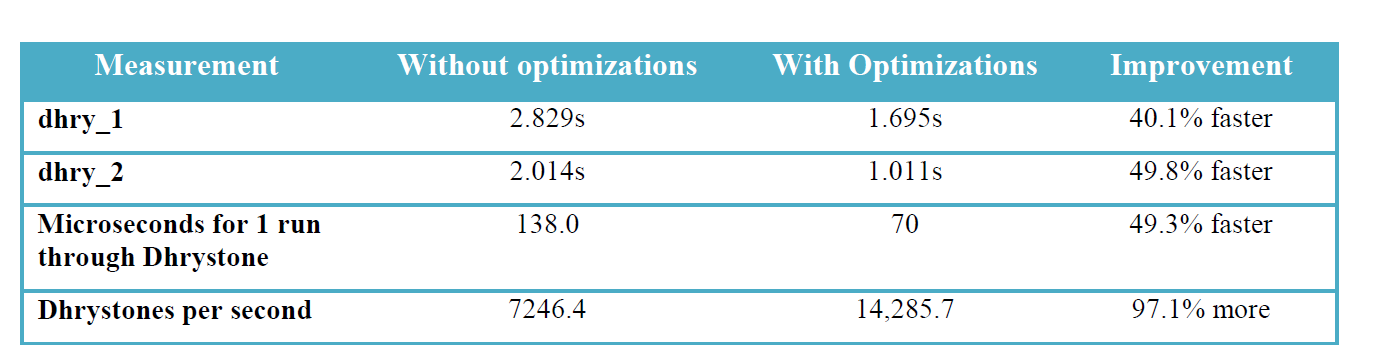 Measurement Without optimizations With Optimizations Improvement
dhry_1 2.829s 1.695s 40.1% faster
dhry_2 2.014s 1.011s 49.8% faster
Microseconds for 1 run 138.0 70 49.3% faster
through Dhrystone
Dhrystones per second 7246.4 14,285.7 97.1% more